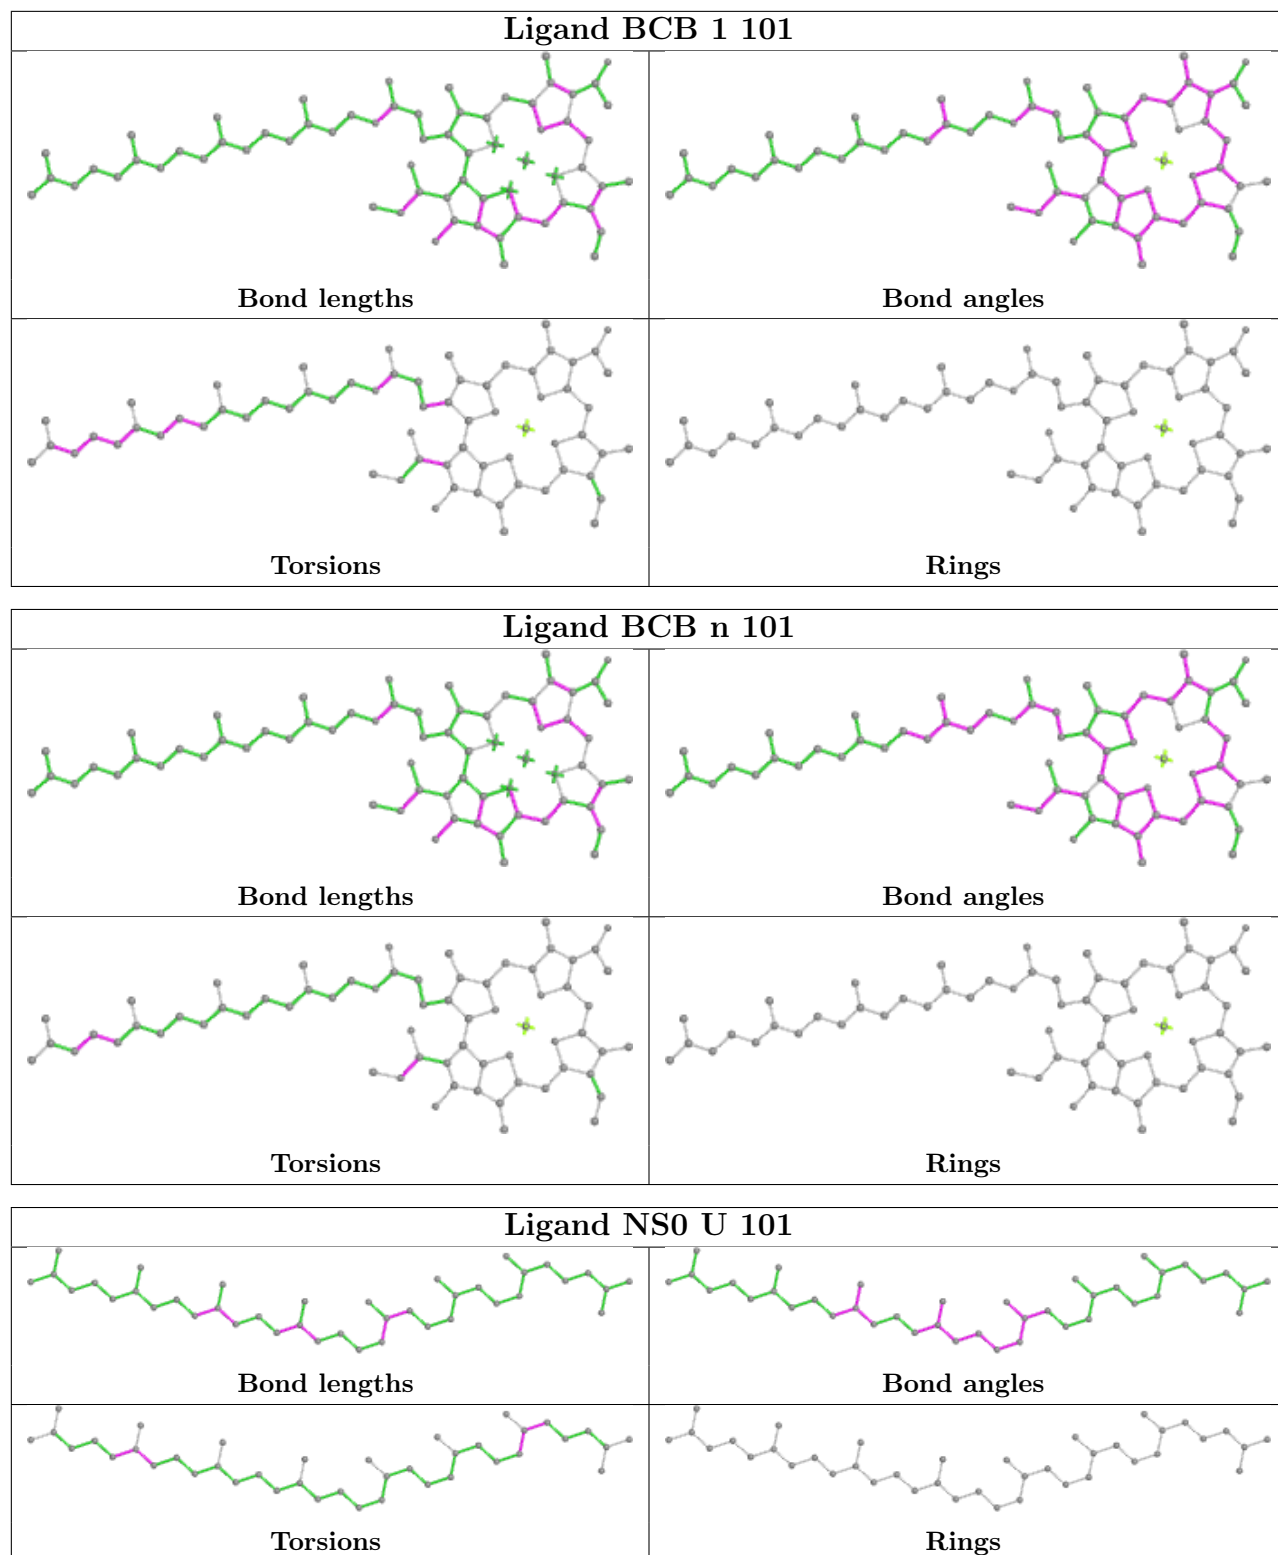 Ligand BCB 1 101
Bond lengths
Bond angles
Torsions
Rings
Ligand BCB n 101
Bond lengths
Bond angles
Torsions
Rings
Ligand NS0 U 101
Bond lengths
Bond angles
Torsions
Rings